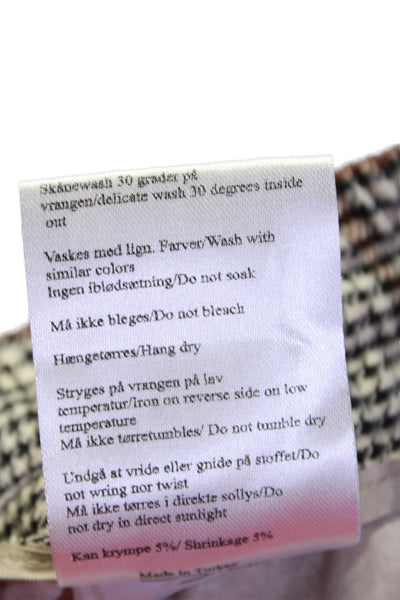 Skånewash 30 grader på
vrangen/delicate wash 30 degrees inside
out
Vaskes med lign. Farver/Wash with
similar colors
Ingen iblødsætning/Do not soak
Må ikke bleges/Do not bleach
Hængetørres/Hang dry
Stryges på vrangen på lav
temperatur/Iron on reverse side on low
temperature
Må ikke tørretumbles/ Do not tumble dry
Undgå at vride eller gnide på stoffet/Do
not wring nor twist
Må ikke tørres i direkte sollys/Do
not dry in direct sunlight
Kan krympe 5%/ Shrinkage 5%
Made in Turkey